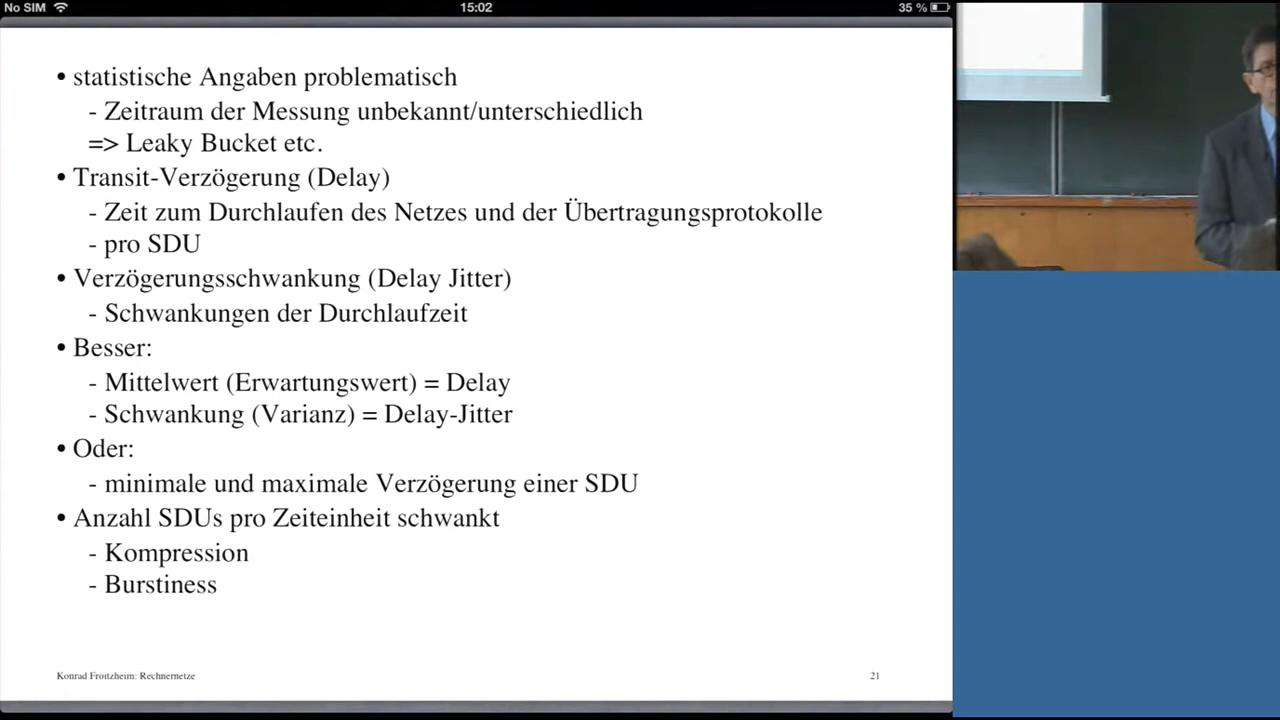 No SIM 15:02 35 %
• statistische Angaben problematisch
- Zeitraum der Messung unbekannt/unterschiedlich
=> Leaky Bucket etc.
• Transit-Verzögerung (Delay)
- Zeit zum Durchlaufen des Netzes und der Übertragungsprotokolle
- pro SDU
• Verzögerungsschwankung (Delay Jitter)
- Schwankungen der Durchlaufzeit
• Besser:
- Mittelwert (Erwartungswert) = Delay
- Schwankung (Varianz) = Delay-Jitter
• Oder:
- minimale und maximale Verzögerung einer SDU
• Anzahl SDUs pro Zeiteinheit schwankt
- Kompression
- Burstiness
Konrad Froitzheim: Rechnernetze 21